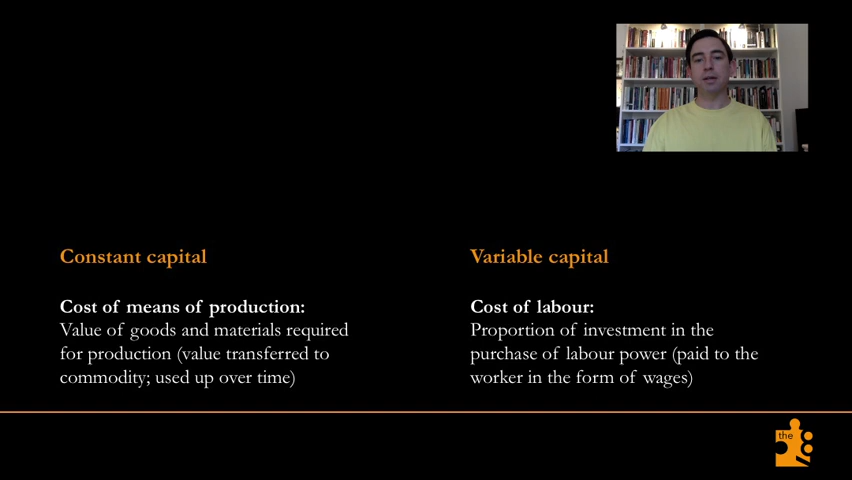 Constant capital
Cost of means of production:
Value of goods and materials required
for production (value transferred to
commodity; used up over time)
Variable capital
Cost of labour:
Proportion of investment in the
purchase of labour power (paid to the
worker in the form of wages)
the